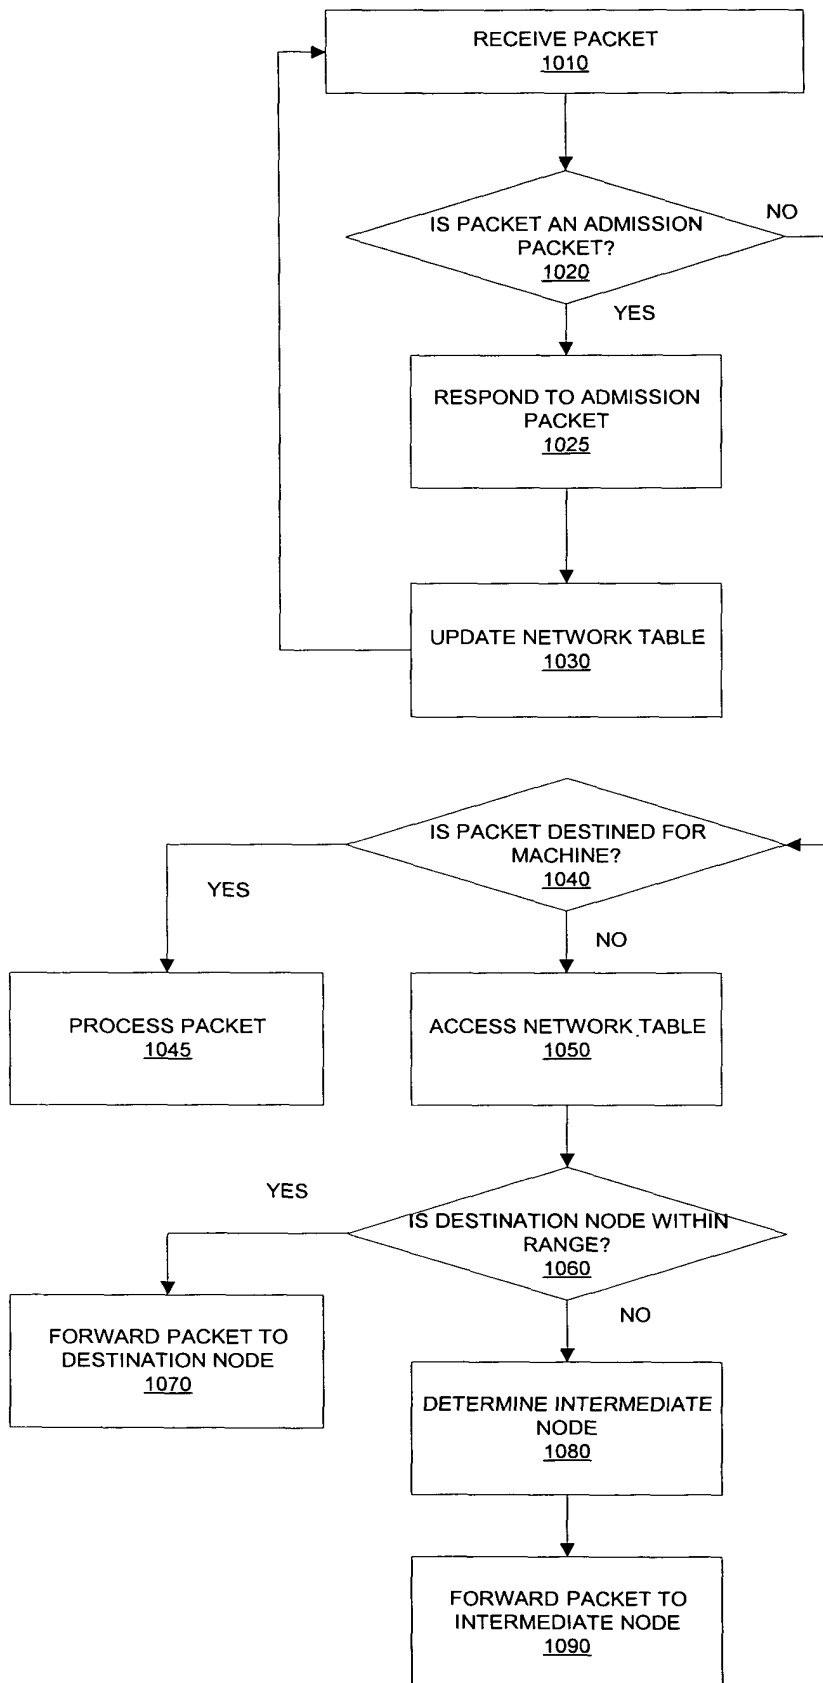 RECEIVE PACKET
1010
IS PACKET AN ADMISSION
PACKET?
1020
NO
YES
RESPOND TO ADMISSION
PACKET
1025
UPDATE NETWORK TABLE
1030
IS PACKET DESTINED FOR
MACHINE?
1040
YES
NO
PROCESS PACKET
1045
ACCESS NETWORK TABLE
1050
YES
IS DESTINATION NODE WITHIN
RANGE?
1060
NO
FORWARD PACKET TO
DESTINATION NODE
1070
DETERMINE INTERMEDIATE
NODE
1080
FORWARD PACKET TO
INTERMEDIATE NODE
1090